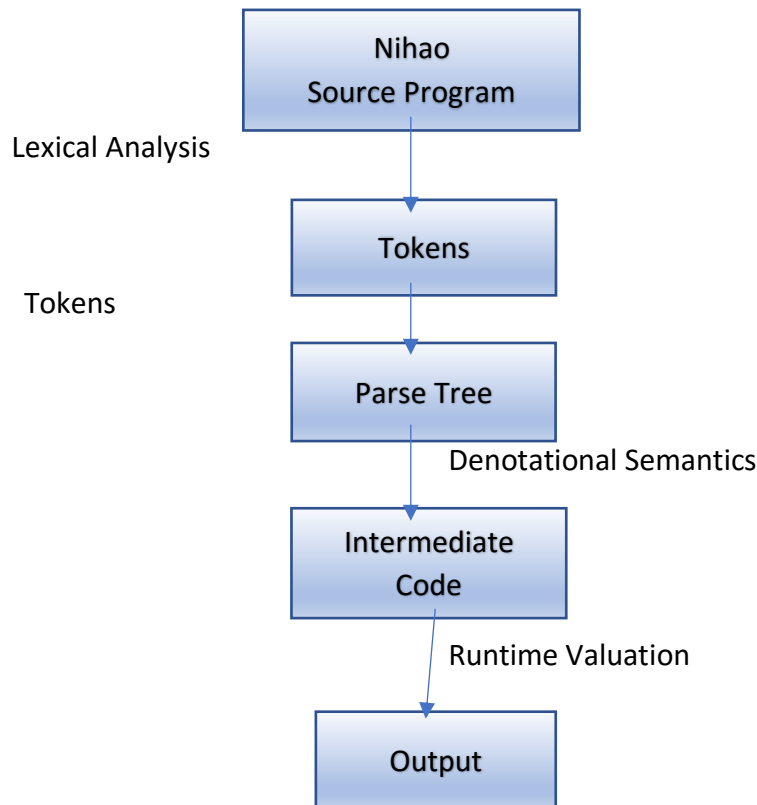 Nihao
Source Program
Lexical Analysis
Tokens
Tokens
Parse Tree
Denotational Semantics
Intermediate
Code
Runtime Valuation
Output